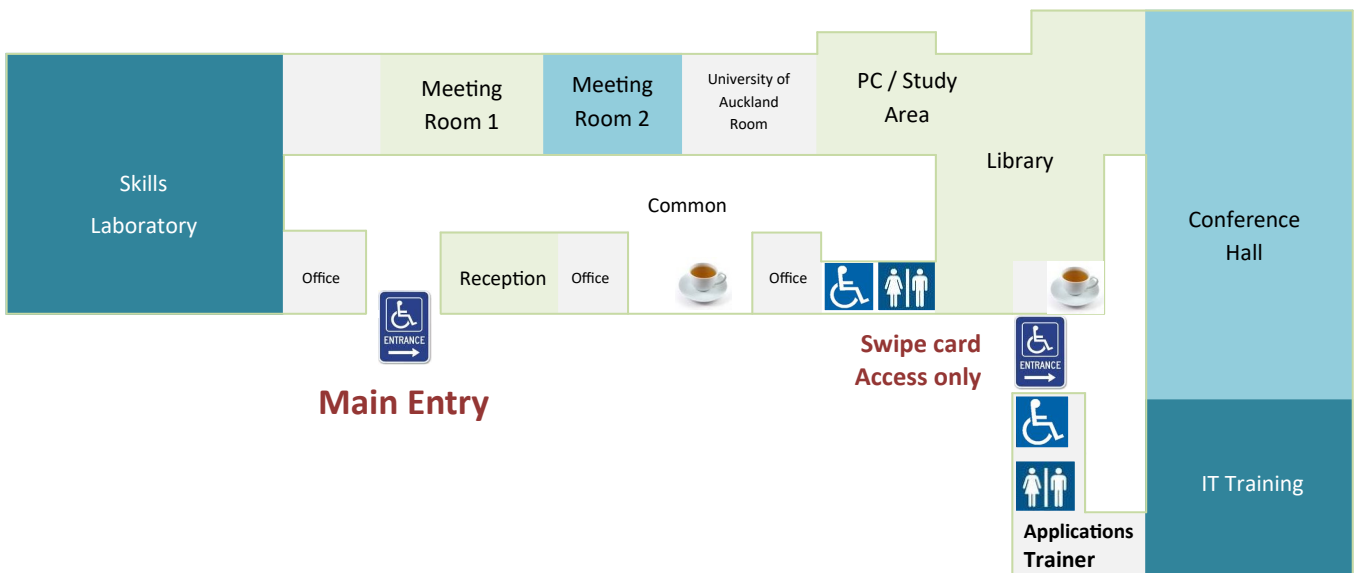 Meeting
Room 1
Meeting
Room 2
University of
Auckland
Room
PC / Study
Area
Library
Skills
Laboratory
Common
Conference
Hall
Office
Reception
Office
Office
ENTRANCE
Main Entry
Swipe card
Access only
ENTRANCE
IT Training
Applications
Trainer